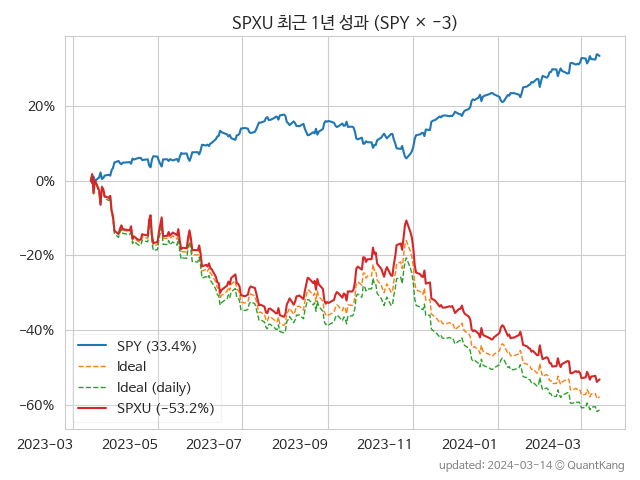 SPXU 최근 1년 성과 (SPY × −3)
20%
0%
−20%
−40%
−60%
SPY (33.4%)
Ideal
Ideal (daily)
SPXU (−53.2%)
2023-03 2023-05 2023-07 2023-09 2023-11 2024-01 2024-03
updated: 2024-03-14 © QuantKang